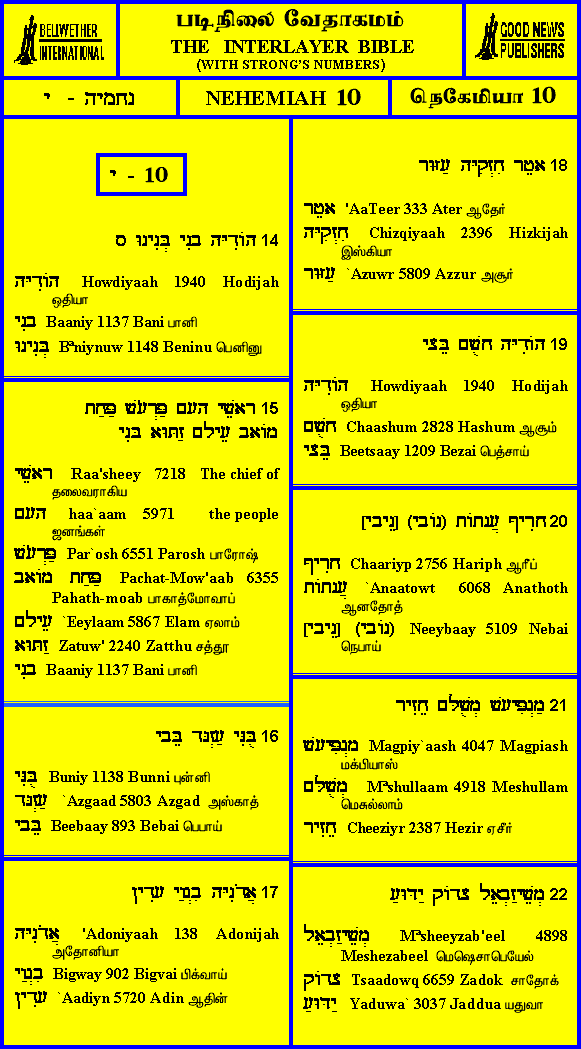 BELIWETHER
INTERNATIONAL
படிநிலை வேதாகமம்
THE INTERLAYER BIBLE
(WITH STRONG'S NUMBERS)
GOOD NEWS
PUBLISHERS
נחמיה - י
NEHEMIAH 10
நெகேமியா 10
י - 10
14 הוֹדִיָּה בָנִי בְּנִינוּ ס
הוֹדִיָּה Howdiyaah 1940 Hodijah
ஒதியா
בָנִי Baaniy 1137 Bani பானி
בְּנִינוּ Bªniynuw 1148 Beninu பெனினு
15 רָאשֵׁי הָעָם פַּרְעֹשׁ פַּחַת
מוֹאָב עֵילָם זַתּוּא בָּנִי
רָאשֵׁי Raa'sheey 7218 The chief of
தலைவராகிய
הָעָם haa`aam 5971 the people
ஜனங்கள்
פַּרְעֹשׁ Par`osh 6551 Parosh பாரோஷ்
פַּחַת מוֹאָב Pachat-Mow'aab 6355
Pahath-moab பாகாத்மோவாப்
עֵילָם `Eeylaam 5867 Elam ஏலாம்
זַתּוּא Zatuw' 2240 Zatthu சத்தூ
בָּנִי Baaniy 1137 Bani பானி
16 בֻּנִּי עַזְגָּד בֵּבָי
בֻּנִּי Buniy 1138 Bunni புன்னி
עַזְגָּד `Azgaad 5803 Azgad அஸ்காத்
בֵּבָי Beebaay 893 Bebai பெபாய்
17 אֲדֹנִיָּה בִגְוַי עָדִין
אֲדֹנִיָּה 'Adoniyaah 138 Adonijah
அதோனியா
בִגְוַי Bigway 902 Bigvai பிக்வாய்
עָדִין `Aadiyn 5720 Adin ஆதின்
18 אָטֵר חִזְקִיָּה עַזּוּר
אָטֵר 'AaTeer 333 Ater ஆதேர்
חִזְקִיָּה Chizqiyaah 2396 Hizkijah
இஸ்கியா
עַזּוּר `Azuwr 5809 Azzur அசூர்
19 הוֹדִיָּה חָשֻׁם בֵּצָי
הוֹדִיָּה Howdiyaah 1940 Hodijah
ஒதியா
חָשֻׁם Chaashum 2828 Hashum ஆசூம்
בֵּצָי Beetsaay 1209 Bezai பெத்சாய்
20 חָרִיף עֲנָתוֹת (נוֹבָי) [נֵיבָי]
חָרִיף Chaariyp 2756 Hariph ஆரீப்
עֲנָתוֹת `Anaatowt 6068 Anathoth
ஆனதோத்
(נוֹבָי) [נֵיבָי] Neeybaay 5109 Nebai
நெபாய்
21 מַגְפִּיעָשׁ מְשֻׁלָּם חֵזִיר
מַגְפִּיעָשׁ Magpiy`aash 4047 Magpiash
மக்பியாஸ்
מְשֻׁלָּם Mªshullaam 4918 Meshullam
மெசுல்லாம்
חֵזִיר Cheeziyr 2387 Hezir ஏசீர்
22 מְשֵׁיזַבְאֵל צָדוֹק יַדּוּעַ
מְשֵׁיזַבְאֵל Mªsheeyzab'eel 4898
Meshezabeel மெஷெசாபெயேல்
צָדוֹק Tsaadowq 6659 Zadok சாதோக்
יַדּוּעַ Yaduwa` 3037 Jaddua யதுவா